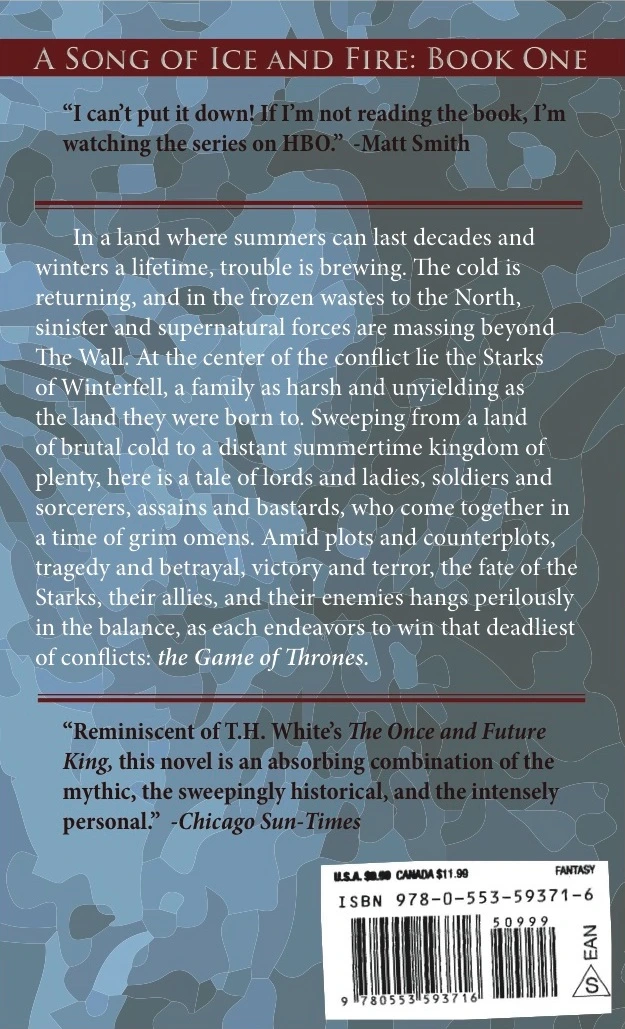 A SONG OF ICE AND FIRE: BOOK ONE
“I can’t put it down! If I’m not reading the book, I’m
watching the series on HBO.” -Matt Smith
In a land where summers can last decades and
winters a lifetime, trouble is brewing. The cold is
returning, and in the frozen wastes to the North,
sinister and supernatural forces are massing beyond
The Wall. At the center of the conflict lie the Starks
of Winterfell, a family as harsh and unyielding as
the land they were born to. Sweeping from a land
of brutal cold to a distant summertime kingdom of
plenty, here is a tale of lords and ladies, soldiers and
sorcerers, assains and bastards, who come together in
a time of grim omens. Amid plots and counterplots,
tragedy and betrayal, victory and terror, the fate of the
Starks, their allies, and their enemies hangs perilously
in the balance, as each endeavors to win that deadliest
of conflicts: the Game of Thrones.
“Reminiscent of T.H. White’s The Once and Future
King, this novel is an absorbing combination of the
mythic, the sweepingly historical, and the intensely
personal.” -Chicago Sun-Times
U.S.A. CANADA $11.99 FANTASY
ISBN 978-0-553-59371-6
50999
9 780553 593716
S EAN